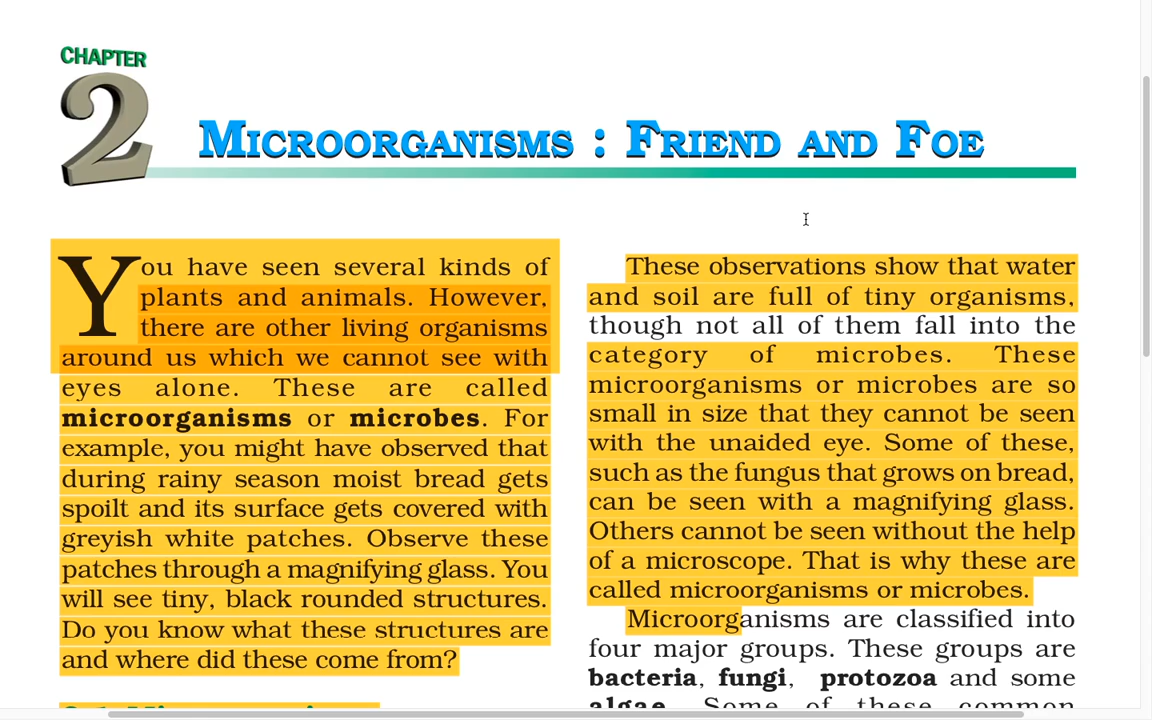 CHAPTER
2
MICROORGANISMS : FRIEND AND FOE
You have seen several kinds of
plants and animals. However,
there are other living organisms
around us which we cannot see with
eyes alone. These are called
microorganisms or microbes. For
example, you might have observed that
during rainy season moist bread gets
spoilt and its surface gets covered with
greyish white patches. Observe these
patches through a magnifying glass. You
will see tiny, black rounded structures.
Do you know what these structures are
and where did these come from?
These observations show that water
and soil are full of tiny organisms,
though not all of them fall into the
category of microbes. These
microorganisms or microbes are so
small in size that they cannot be seen
with the unaided eye. Some of these,
such as the fungus that grows on bread,
can be seen with a magnifying glass.
Others cannot be seen without the help
of a microscope. That is why these are
called microorganisms or microbes.
Microorganisms are classified into
four major groups. These groups are
bacteria, fungi, protozoa and some
algae. Some of these common